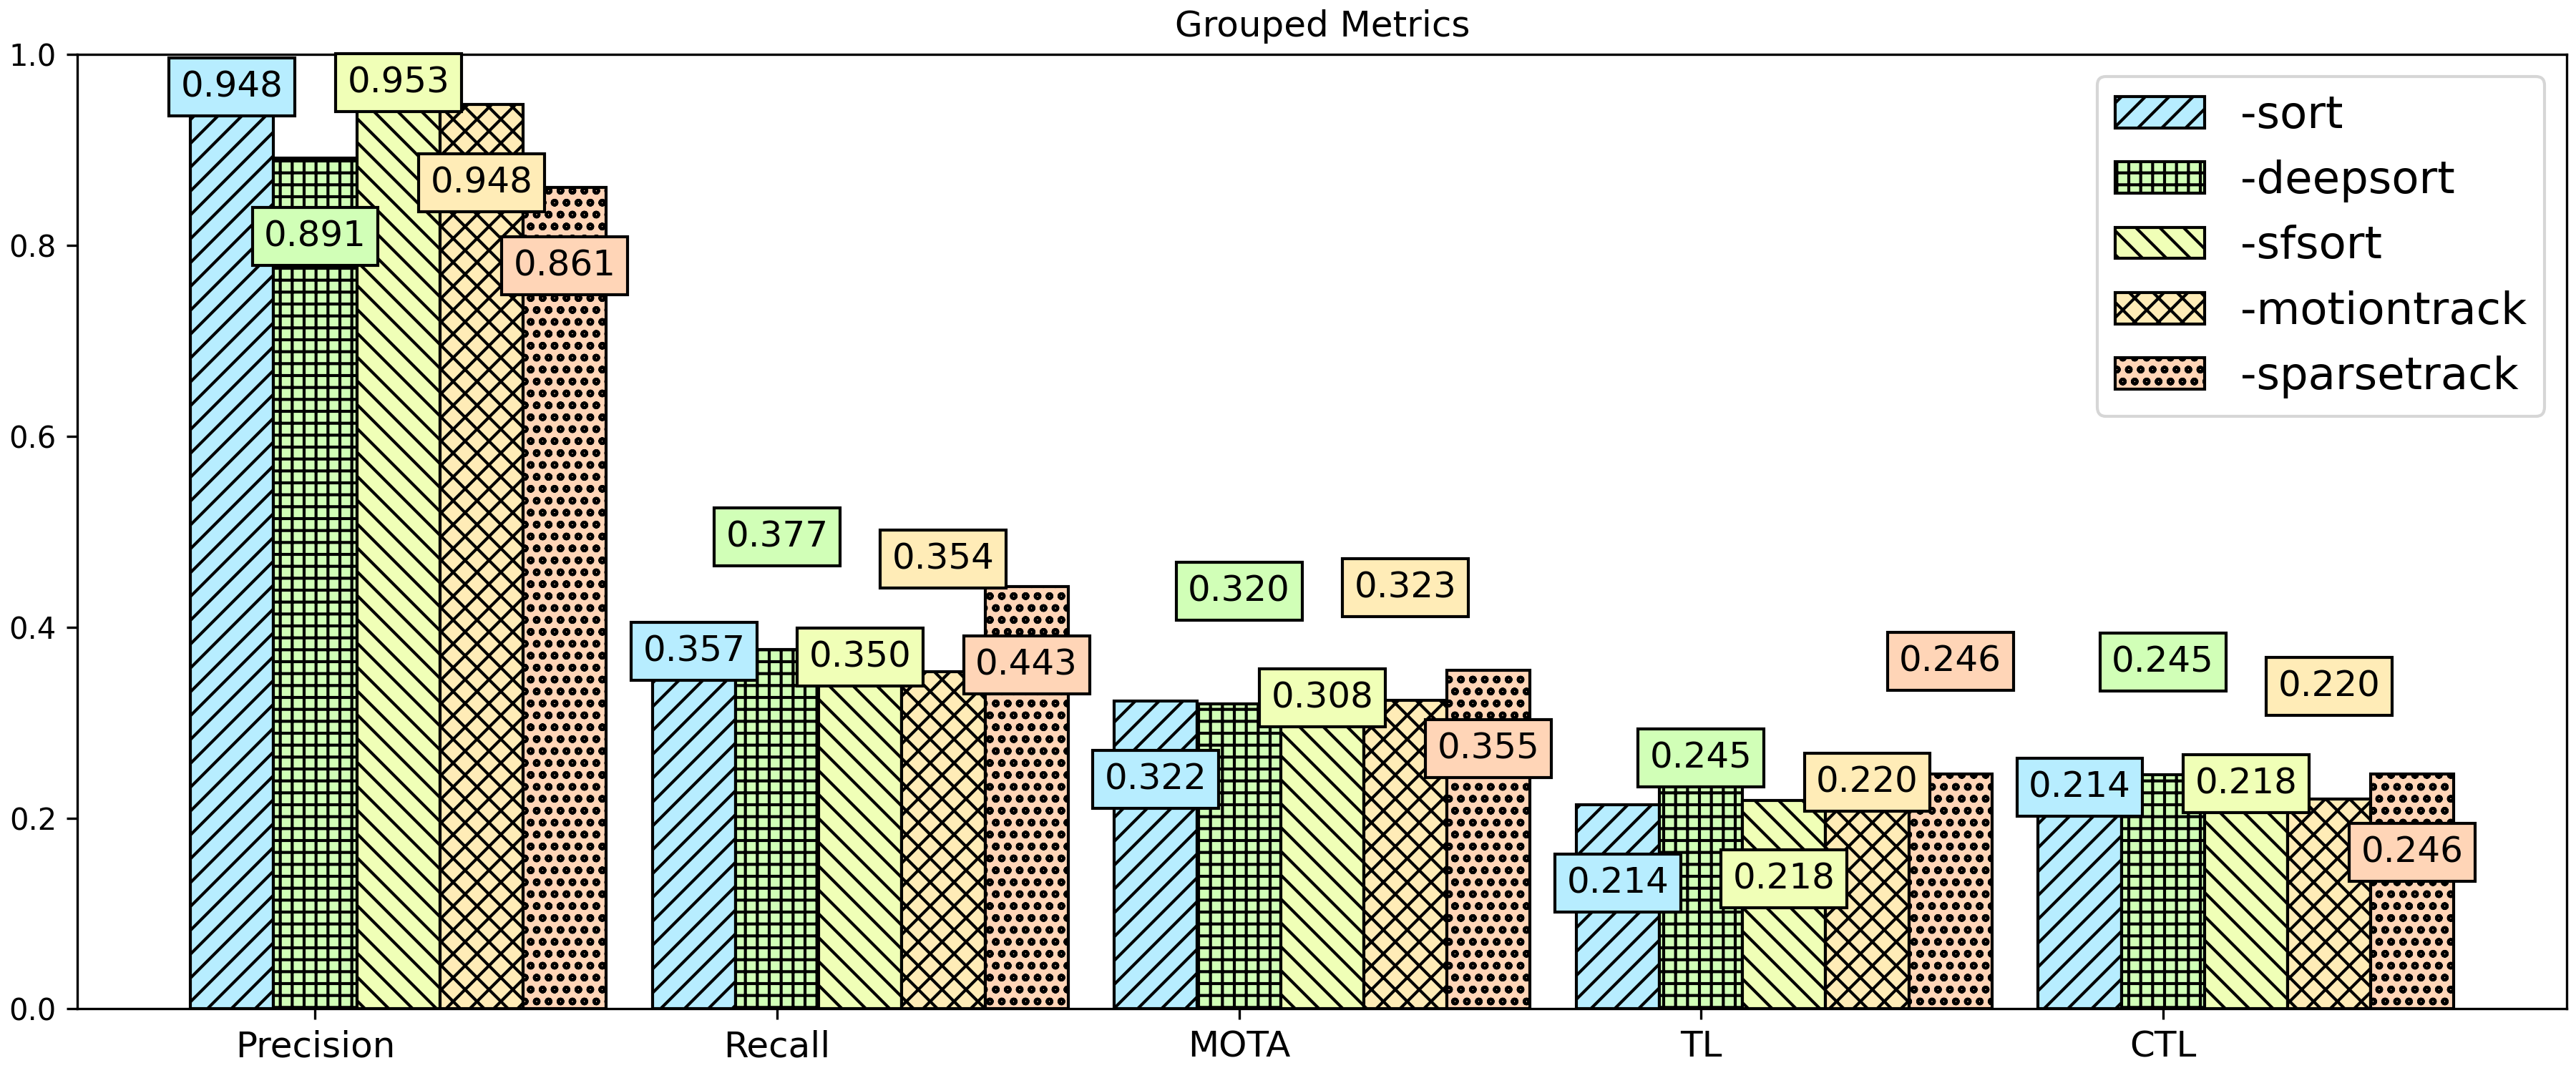 Grouped Metrics
1.0
0.8
0.6
0.4
0.2
0.0
0.948
0.891
0.953
0.948
0.861
0.357
0.377
0.350
0.354
0.443
0.322
0.320
0.308
0.323
0.355
0.214
0.245
0.218
0.220
0.246
0.214
0.245
0.218
0.220
0.246
Precision
Recall
MOTA
TL
CTL
-sort
-deepsort
-sfsort
-motiontrack
-sparsetrack